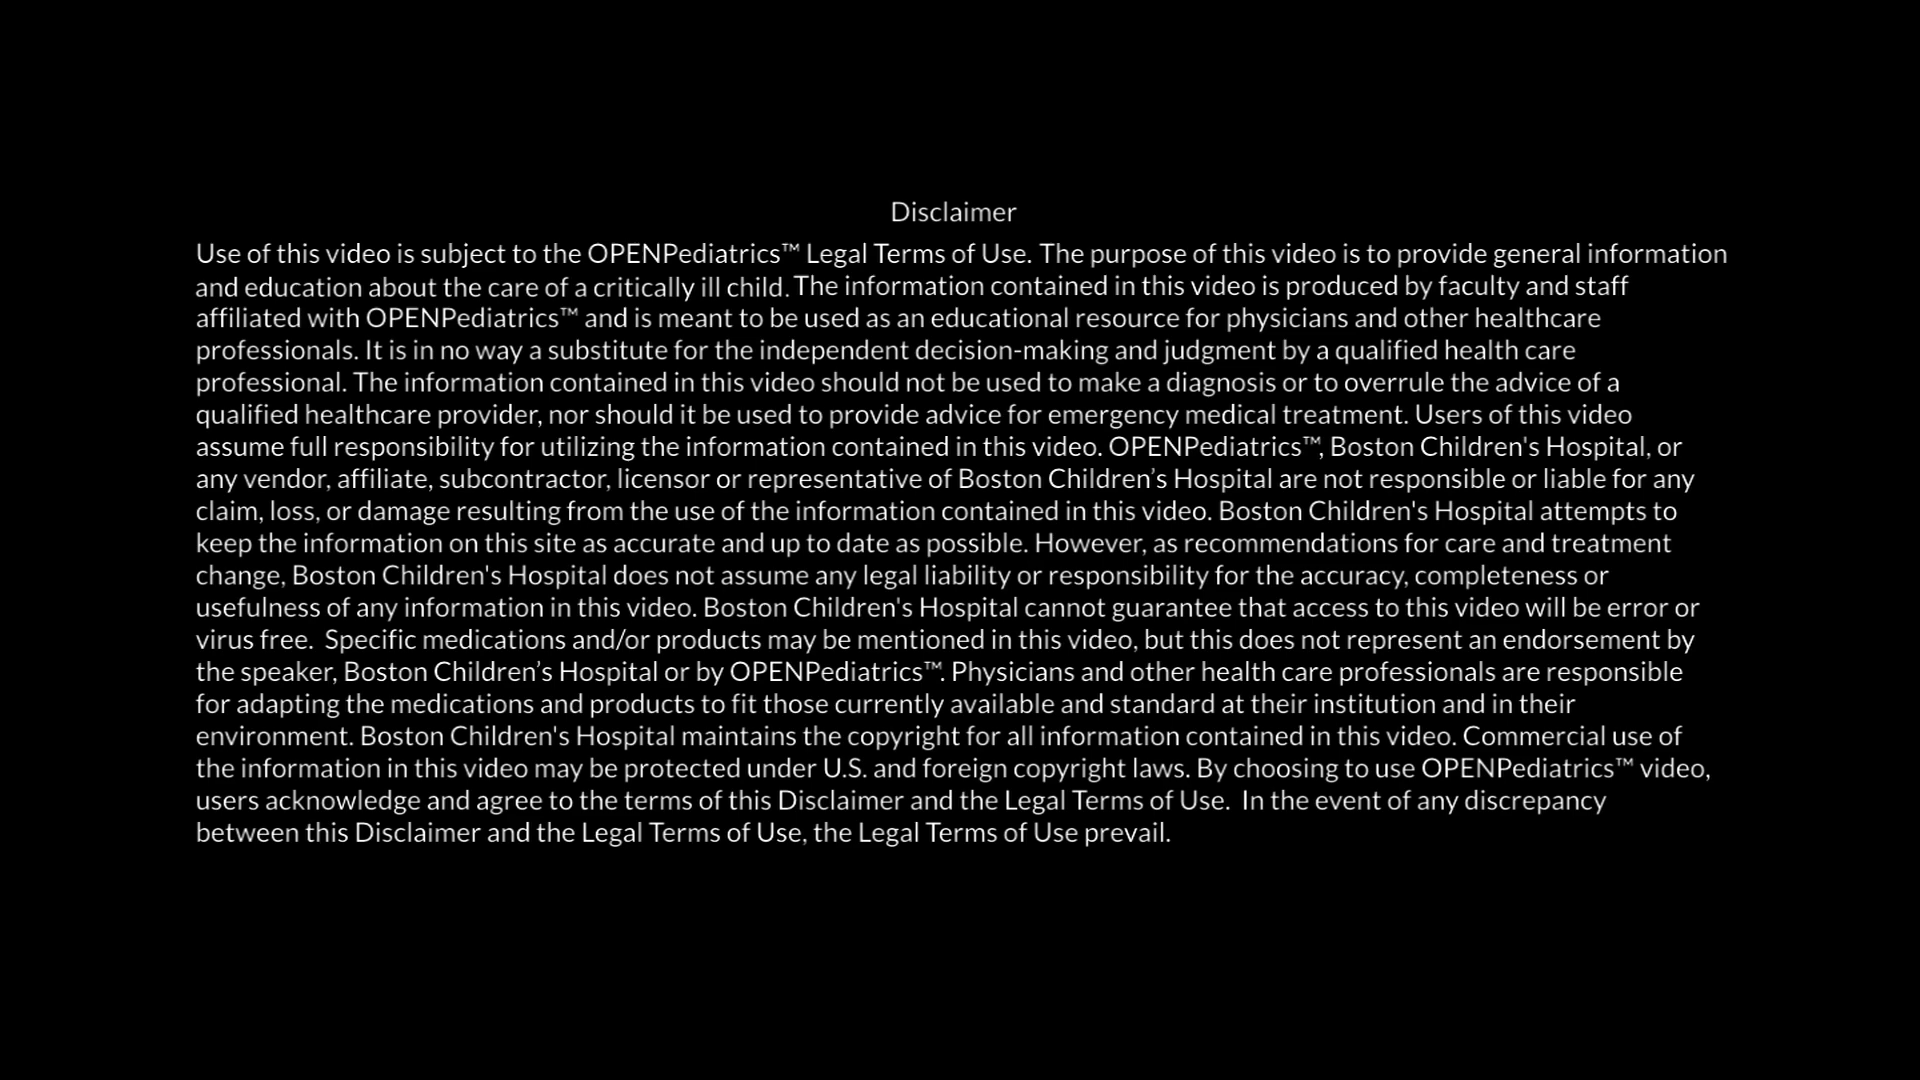 Disclaimer
Use of this video is subject to the OPENPediatrics™ Legal Terms of Use. The purpose of this video is to provide general information
and education about the care of a critically ill child. The information contained in this video is produced by faculty and staff
affiliated with OPENPediatrics™ and is meant to be used as an educational resource for physicians and other healthcare
professionals. It is in no way a substitute for the independent decision-making and judgment by a qualified health care
professional. The information contained in this video should not be used to make a diagnosis or to overrule the advice of a
qualified healthcare provider, nor should it be used to provide advice for emergency medical treatment. Users of this video
assume full responsibility for utilizing the information contained in this video. OPENPediatrics™, Boston Children's Hospital, or
any vendor, affiliate, subcontractor, licensor or representative of Boston Children’s Hospital are not responsible or liable for any
claim, loss, or damage resulting from the use of the information contained in this video. Boston Children's Hospital attempts to
keep the information on this site as accurate and up to date as possible. However, as recommendations for care and treatment
change, Boston Children's Hospital does not assume any legal liability or responsibility for the accuracy, completeness or
usefulness of any information in this video. Boston Children's Hospital cannot guarantee that access to this video will be error or
virus free.  Specific medications and/or products may be mentioned in this video, but this does not represent an endorsement by
the speaker, Boston Children’s Hospital or by OPENPediatrics™. Physicians and other health care professionals are responsible
for adapting the medications and products to fit those currently available and standard at their institution and in their
environment. Boston Children's Hospital maintains the copyright for all information contained in this video. Commercial use of
the information in this video may be protected under U.S. and foreign copyright laws. By choosing to use OPENPediatrics™ video,
users acknowledge and agree to the terms of this Disclaimer and the Legal Terms of Use.  In the event of any discrepancy
between this Disclaimer and the Legal Terms of Use, the Legal Terms of Use prevail.